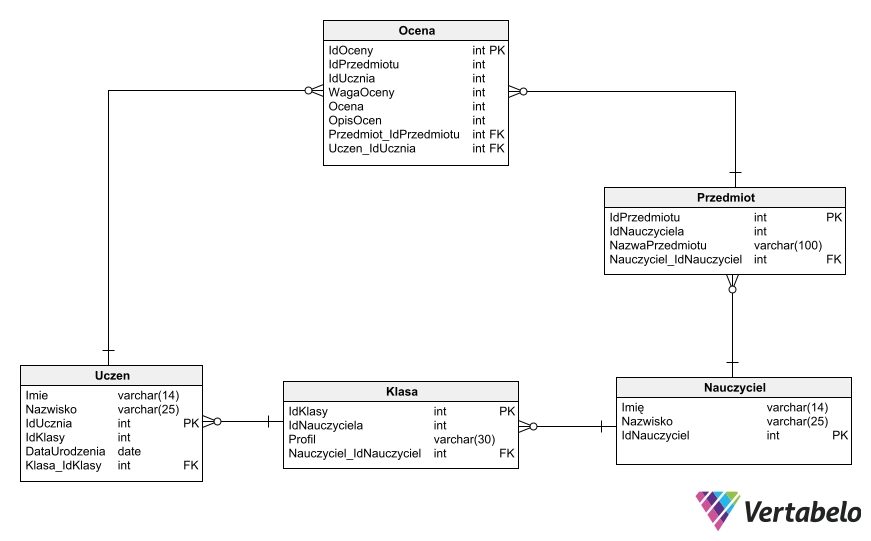 Ocena
IdOceny int PK
IdPrzedmiotu int
IdUcznia int
WagaOceny int
Ocena int
OpisOcen int
Przedmiot_IdPrzedmiotu int FK
Uczen_IdUcznia int FK
Przedmiot
IdPrzedmiotu int PK
IdNauczyciela int
NazwaPrzedmiotu varchar(100)
Nauczyciel_IdNauczyciel int FK
Uczen
Imie varchar(14)
Nazwisko varchar(25)
IdUcznia int PK
IdKlasy int
DataUrodzenia date
Klasa_IdKlasy int FK
Klasa
IdKlasy int PK
IdNauczyciela int
Profil varchar(30)
Nauczyciel_IdNauczyciel int FK
Nauczyciel
Imię varchar(14)
Nazwisko varchar(25)
IdNauczyciel int PK
Vertabelo